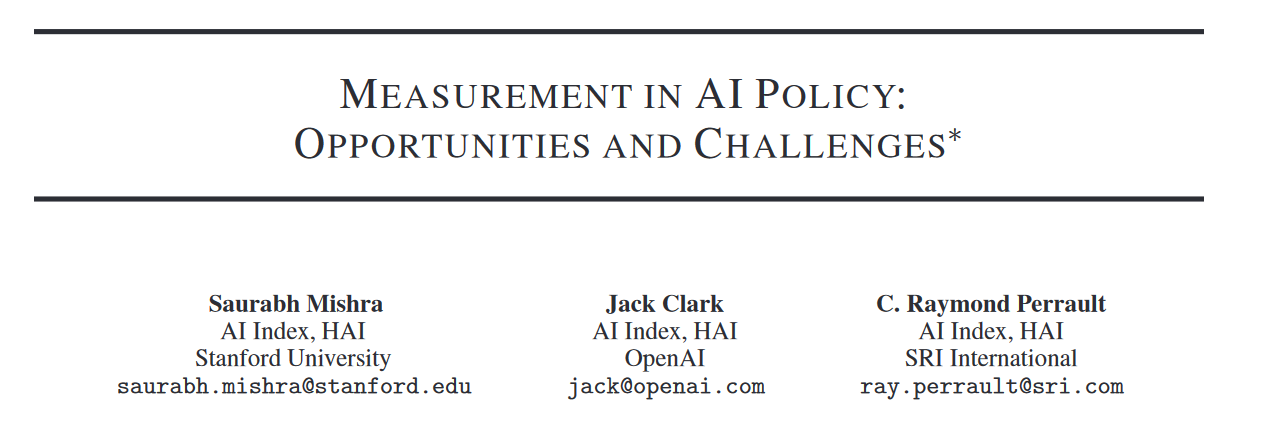 MEASUREMENT IN AI POLICY:
OPPORTUNITIES AND CHALLENGES*
Saurabh Mishra
AI Index, HAI
Stanford University
saurabh.mishra@stanford.edu
Jack Clark
AI Index, HAI
OpenAI
jack@openai.com
C. Raymond Perrault
AI Index, HAI
SRI International
ray.perrault@sri.com